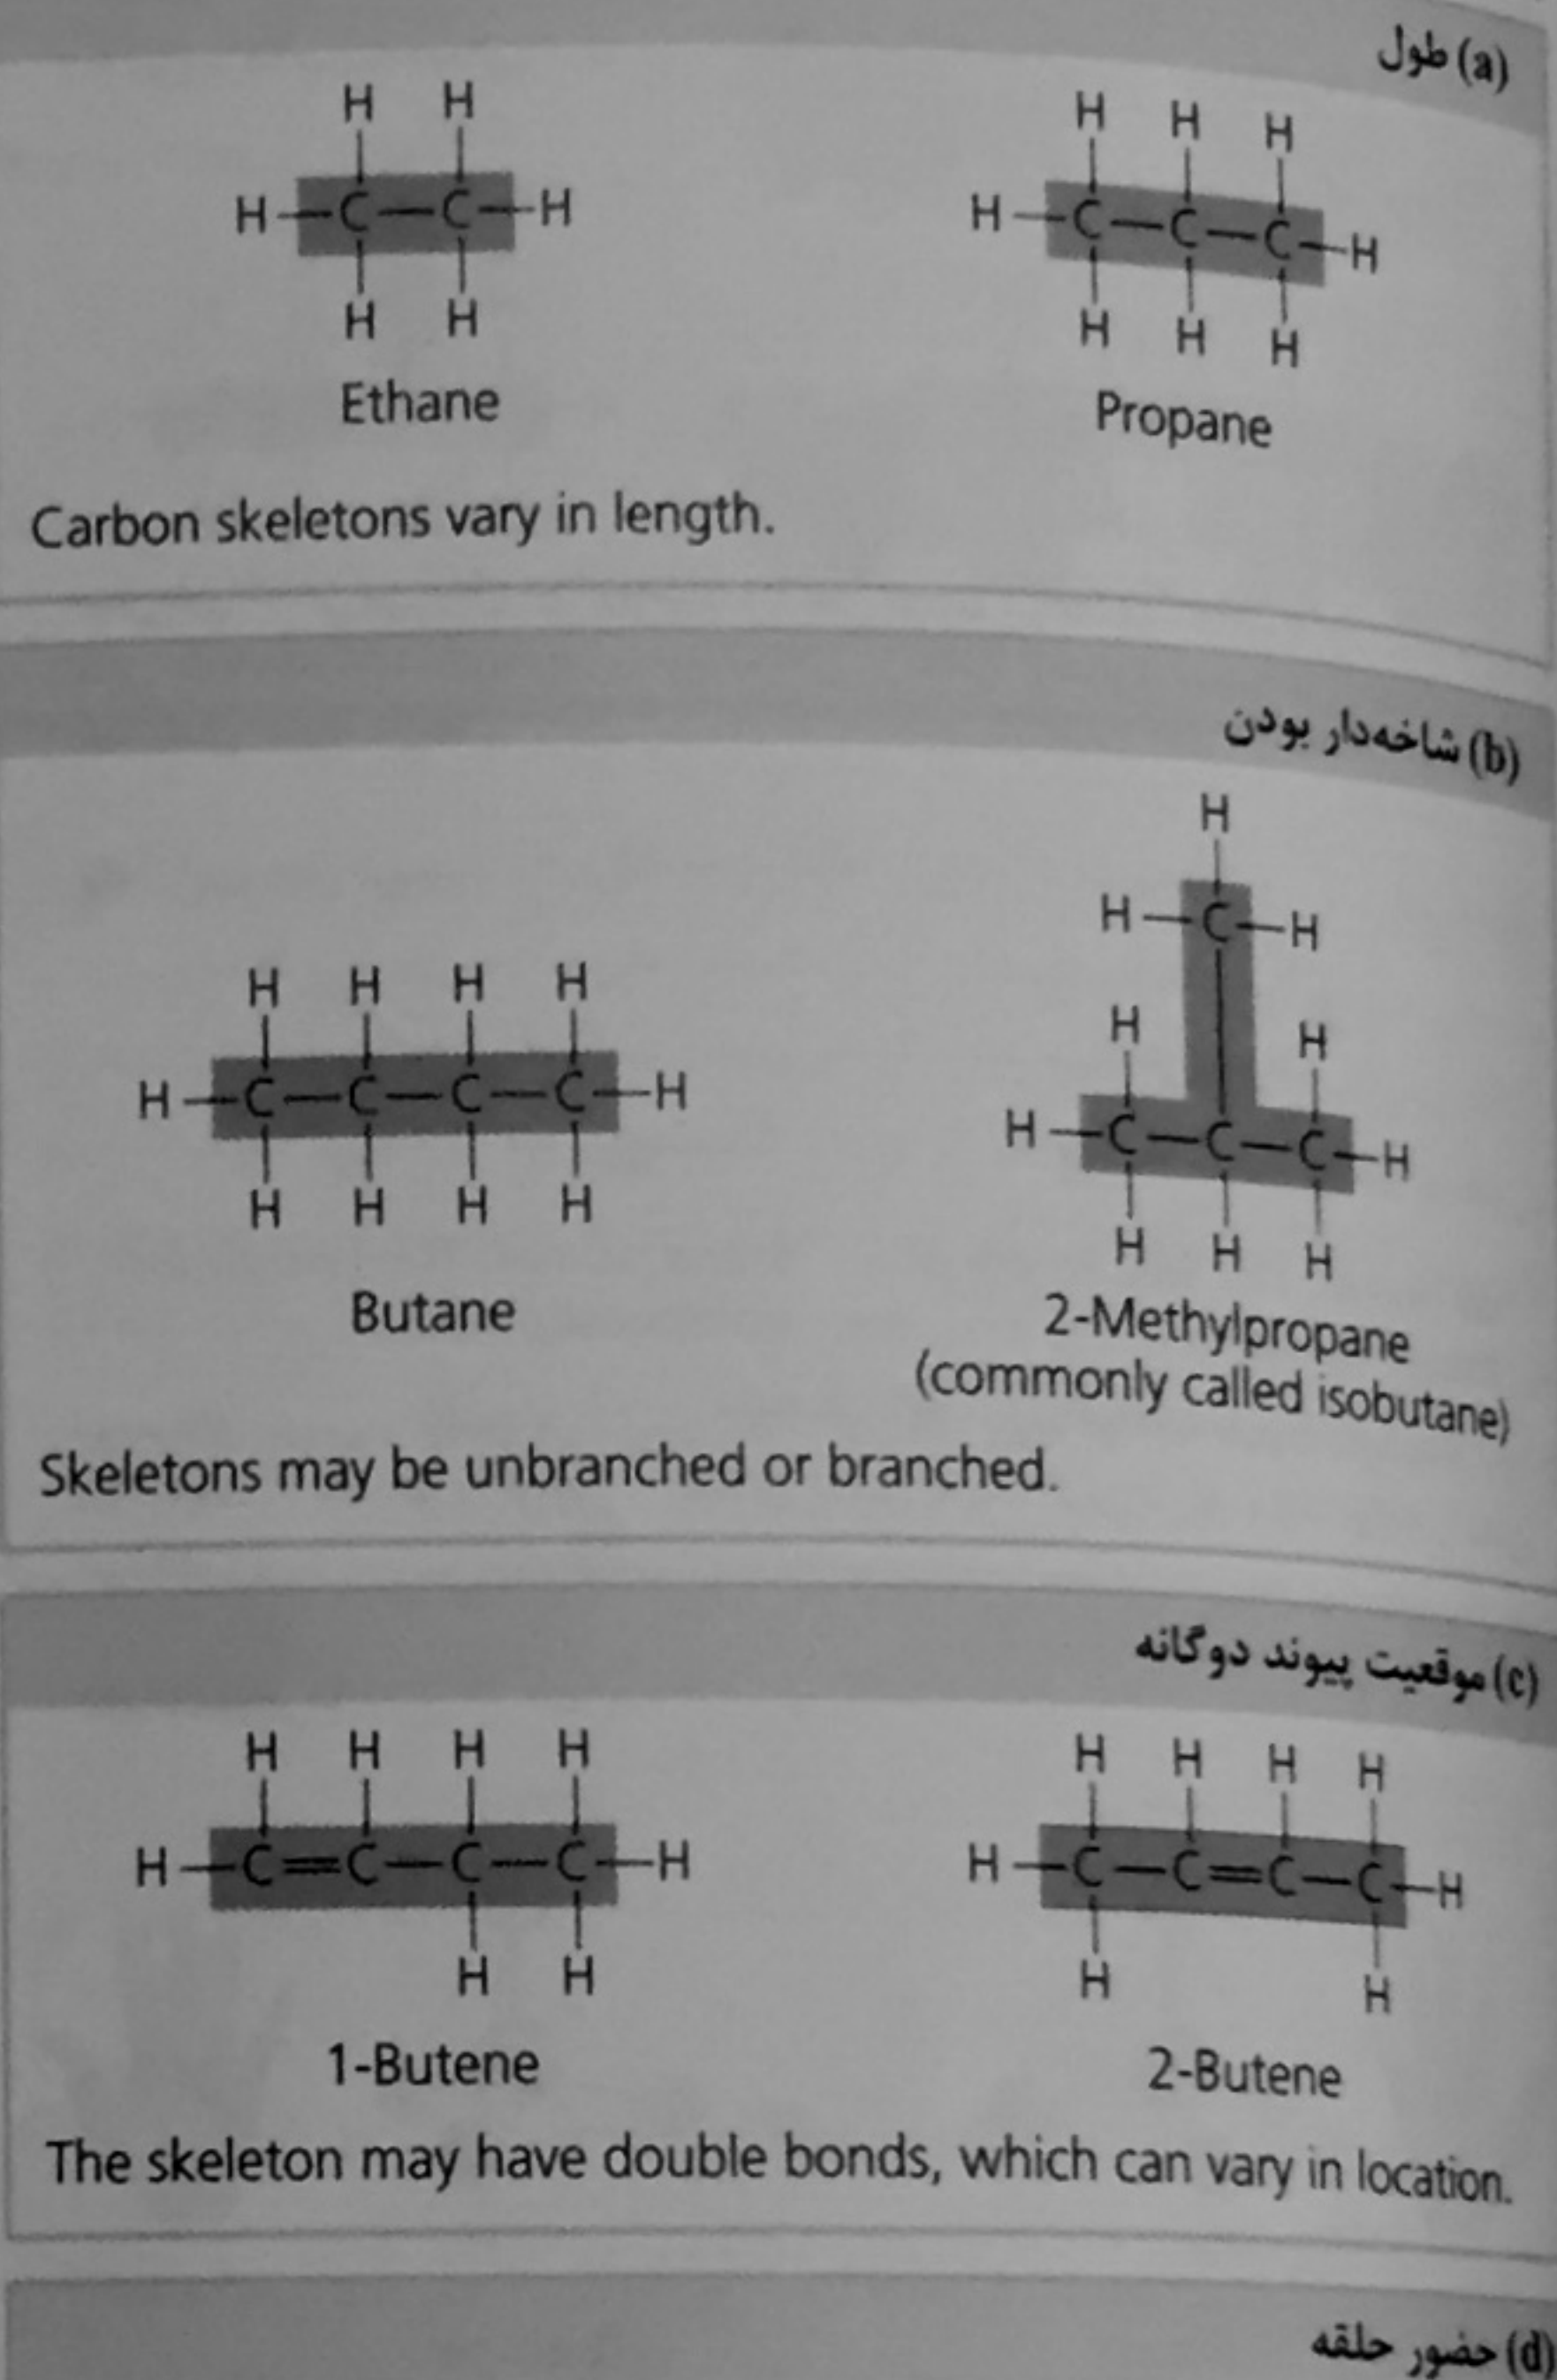 (a) طول
H H
H—C—C—H
H H
Ethane
H H H
H—C—C—C—H
H H H
Propane
Carbon skeletons vary in length.
(b) شاخه‌دار بودن
H H H H
H—C—C—C—C—H
H H H H
Butane
H
H—C—H
H H
H—C—C—C—H
H H H
2-Methylpropane
(commonly called isobutane)
Skeletons may be unbranched or branched.
(c) موقعیت پیوند دوگانه
H H H H
H—C=C—C—C—H
H H
1-Butene
H H H H
H—C—C=C—C—H
H H
2-Butene
The skeleton may have double bonds, which can vary in location.
(d) حضور حلقه